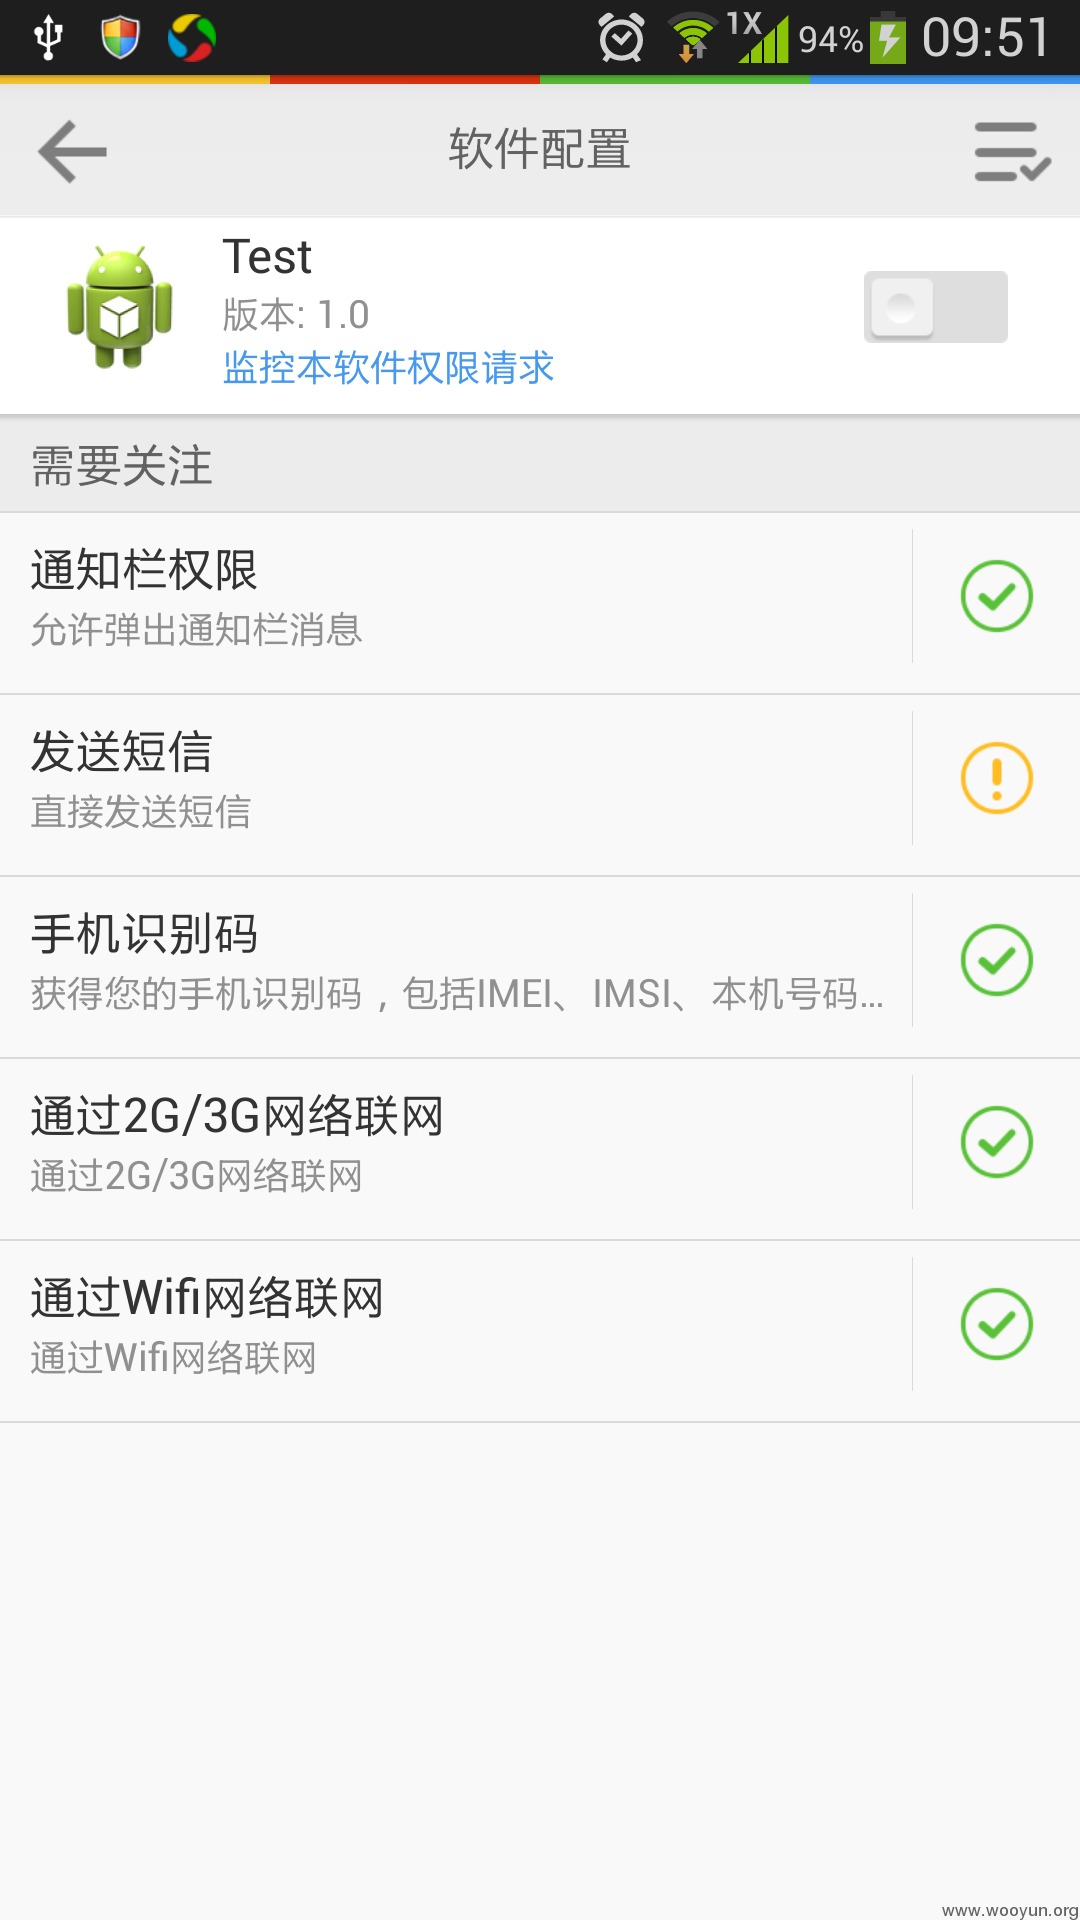 1X 94% 09:51
软件配置
Test
版本: 1.0
监控本软件权限请求
需要关注
通知栏权限
允许弹出通知栏消息
发送短信
直接发送短信
手机识别码
获得您的手机识别码，包括IMEI、IMSI、本机号码...
通过2G/3G网络联网
通过2G/3G网络联网
通过Wifi网络联网
通过Wifi网络联网
www.wooyun.org